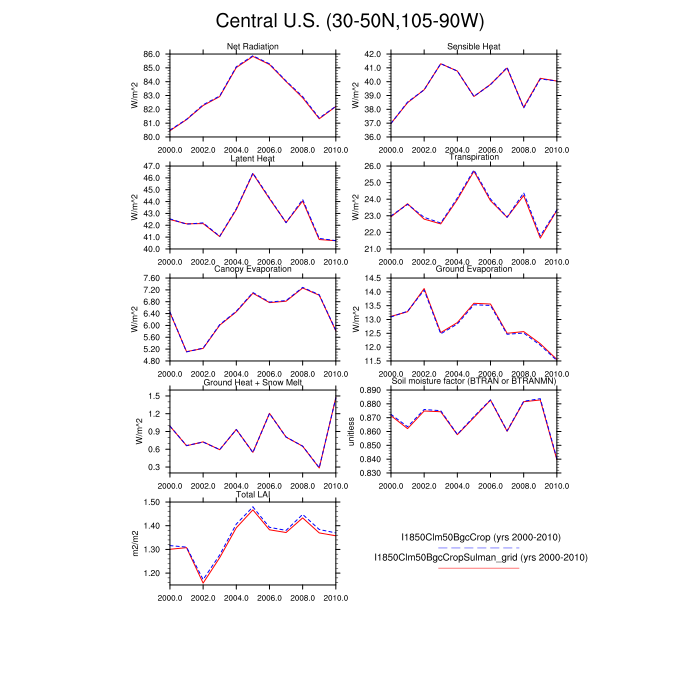 Central U.S. (30-50N,105-90W)
Net Radiation
W/m^2
86.0
85.0
84.0
83.0
82.0
81.0
80.0
2000.0 2002.0 2004.0 2006.0 2008.0 2010.0
Sensible Heat
W/m^2
42.0
41.0
40.0
39.0
38.0
37.0
36.0
2000.0 2002.0 2004.0 2006.0 2008.0 2010.0
Latent Heat
W/m^2
47.0
46.0
45.0
44.0
43.0
42.0
41.0
40.0
2000.0 2002.0 2004.0 2006.0 2008.0 2010.0
Transpiration
W/m^2
26.0
25.0
24.0
23.0
22.0
21.0
2000.0 2002.0 2004.0 2006.0 2008.0 2010.0
Canopy Evaporation
W/m^2
7.60
7.20
6.80
6.40
6.00
5.60
5.20
4.80
2000.0 2002.0 2004.0 2006.0 2008.0 2010.0
Ground Evaporation
W/m^2
14.5
14.0
13.5
13.0
12.5
12.0
11.5
2000.0 2002.0 2004.0 2006.0 2008.0 2010.0
Ground Heat + Snow Melt
W/m^2
1.5
1.2
0.9
0.6
0.3
2000.0 2002.0 2004.0 2006.0 2008.0 2010.0
Soil moisture factor (BTRAN or BTRANMN)
unitless
0.890
0.880
0.870
0.860
0.850
0.840
0.830
2000.0 2002.0 2004.0 2006.0 2008.0 2010.0
Total LAI
m2/m2
1.50
1.40
1.30
1.20
2000.0 2002.0 2004.0 2006.0 2008.0 2010.0
I1850Clm50BgcCrop (yrs 2000-2010)
I1850Clm50BgcCropSulman_grid (yrs 2000-2010)